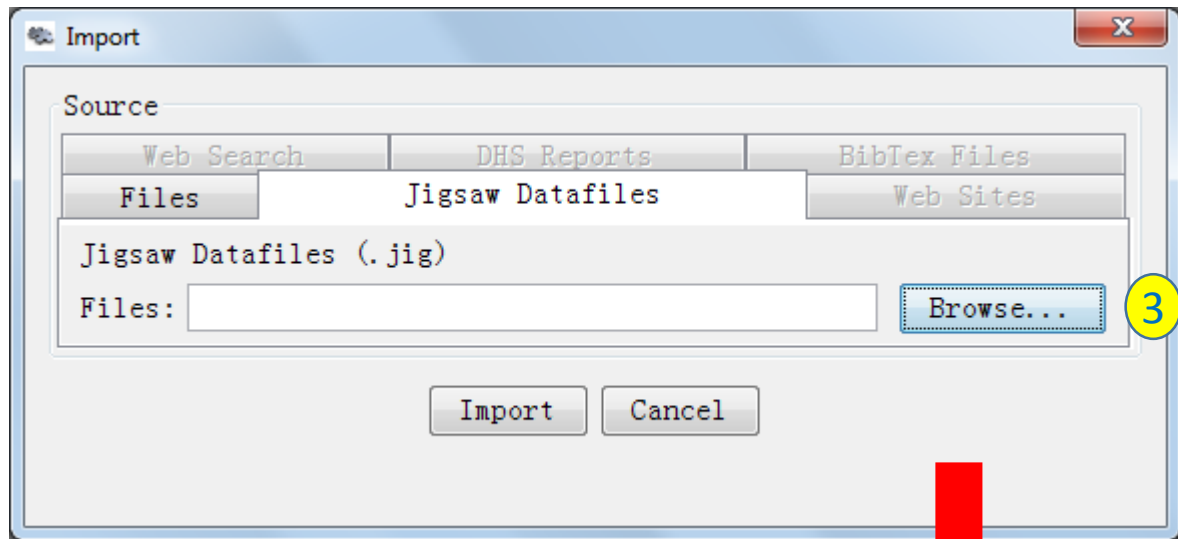 Import
Source
Web Search DHS Reports BibTex Files
Files Jigsaw Datafiles Web Sites
Jigsaw Datafiles (.jig)
Files: Browse... 3
Import Cancel